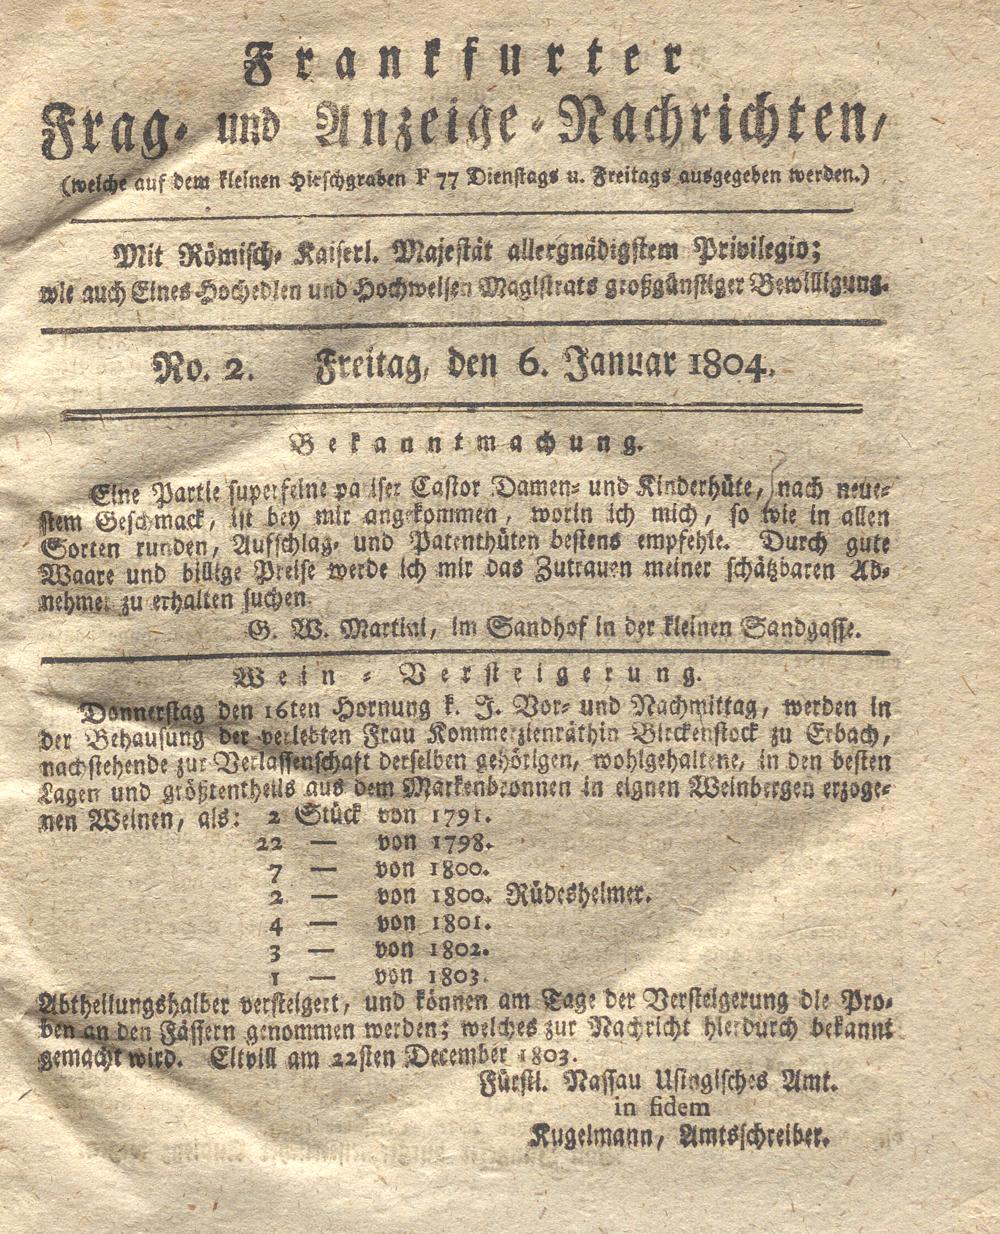 Frankfurter
Frag- und Anzeige-Nachrichten,
(welche auf dem kleinen Hirschgraben F 77 Dienstags u. Freitags ausgegeben werden.)
Mit Römisch- Kaiserl. Majestät allergnädigstem Privilegio;
wie auch Eines Hochedlen und Hochweisen Magistrats großgünstiger Bewilligung.
No. 2. Freitag, den 6. Januar 1804.
Bekanntmachung.
Eine Partie superfeine pariser Castor Damen- und Kinderhüte, nach neue-
stem Geschmack, ist bey mir angekommen, worin ich mich, so wie in allen
Sorten runden, Aufschlag- und Patenthüten bestens empfehle. Durch gute
Waare und billige Preise werde ich mir das Zutrauen meiner schätzbaren Ab-
nehmer zu erhalten suchen.
G. W. Martini, im Sandhof in der kleinen Sandgasse.
Wein-Versteigerung.
Donnerstag den 16ten Hornung k. J. Vor- und Nachmittag, werden in
der Behausung der verlebten Frau Kommerzienräthin Birckenstock zu Erbach,
nachstehende zur Verlassenschaft derselben gehörigen, wohlgehaltene, in den besten
Lagen und größtentheils aus dem Markenbronnen in eignen Weinbergen erzoge-
nen Weinen, als: 2 Stück von 1791.
22 — von 1798.
7 — von 1800.
2 — von 1800. Rüdesheimer.
4 — von 1801.
3 — von 1802.
1 — von 1803.
Abtheilungshalber versteigert, und können am Tage der Versteigerung die Pro-
ben an den Fässern genommen werden; welches zur Nachricht hierdurch bekannt
gemacht wird. Eltvill am 22sten December 1803.
Fürstl. Nassau Usingisches Amt.
in fidem
Kugelmann, Amtsschreiber.